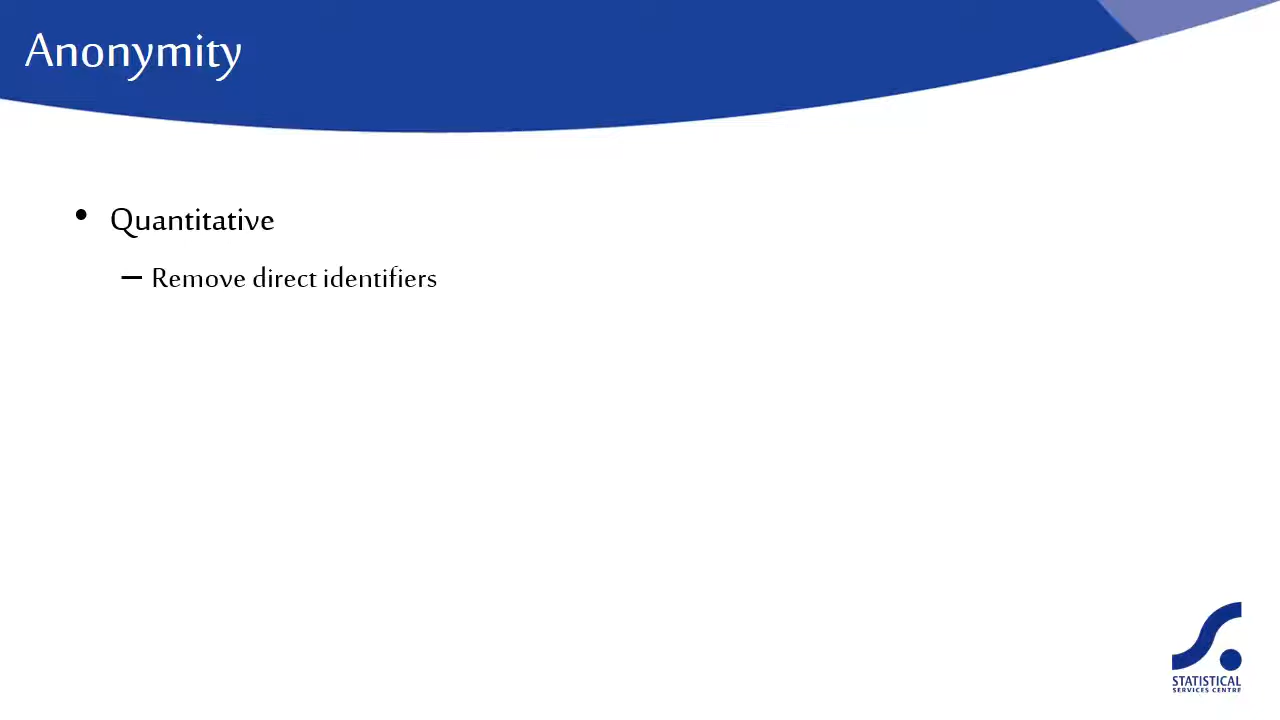 Anonymity
• Quantitative
– Remove direct identifiers
STATISTICAL
SERVICES CENTRE